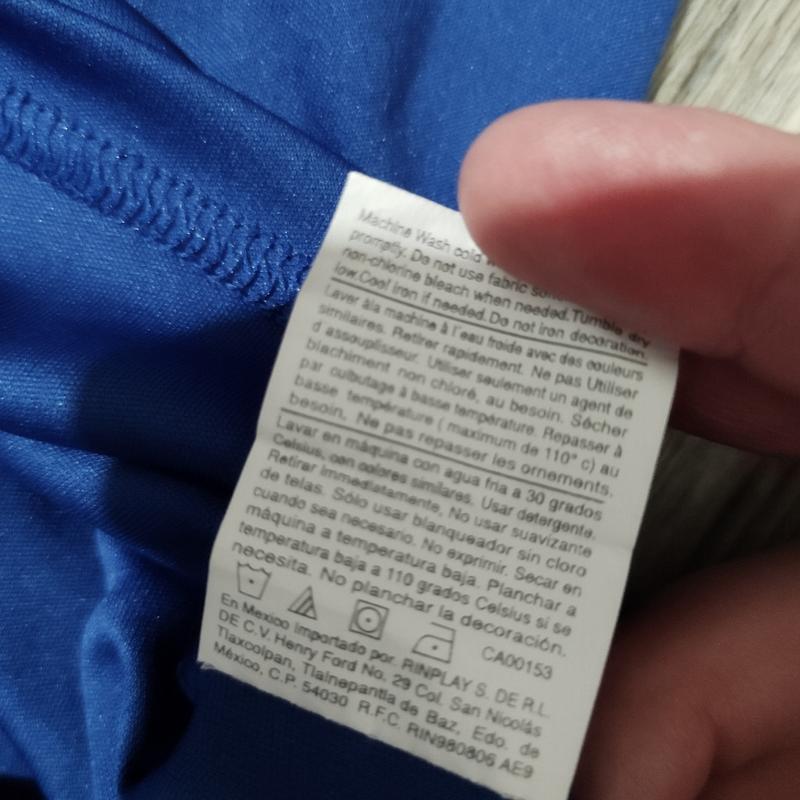 Machine Wash cold
promptly. Do not use fabric
non-chlorine bleach when needed.Tumble dry
low.Cool iron if needed.Do not iron decoration.
Laver àla machine à l'eau froide avec des couleurs
similaires. Retirer rapidement. Ne pas Utiliser
d assouplisseur. Utiliser seulement un agent de
blachiment non chloré, au besoin. Sécher
par culbutage à basse température. Repasser à
basse température ( maximum de 110° c) au
besoin. Ne pas repasser les ornements.
Lavar en máquina con agua fria a 30 grados
Celsius, con colores similares. Usar detergente.
Retirar immediatamente, No usar suavizante
de telas. Sólo usar blanqueador sin cloro
cuando sea necesario. No exprimir. Secar en
máquina a temperatura baja. Planchar a
temperatura baja a 110 grados Celsius si se
necesita. No planchar la decoración.
CA00153
En Mexico Importado por. RINPLAY S. DE R.L.
DE C.V. Henry Ford No. 29 Col. San Nicolás
Tlaxcolpan, Tlalnepantla de Baz, Edo. de
México, C.P. 54030 R.F.C. RIN980806 AE9